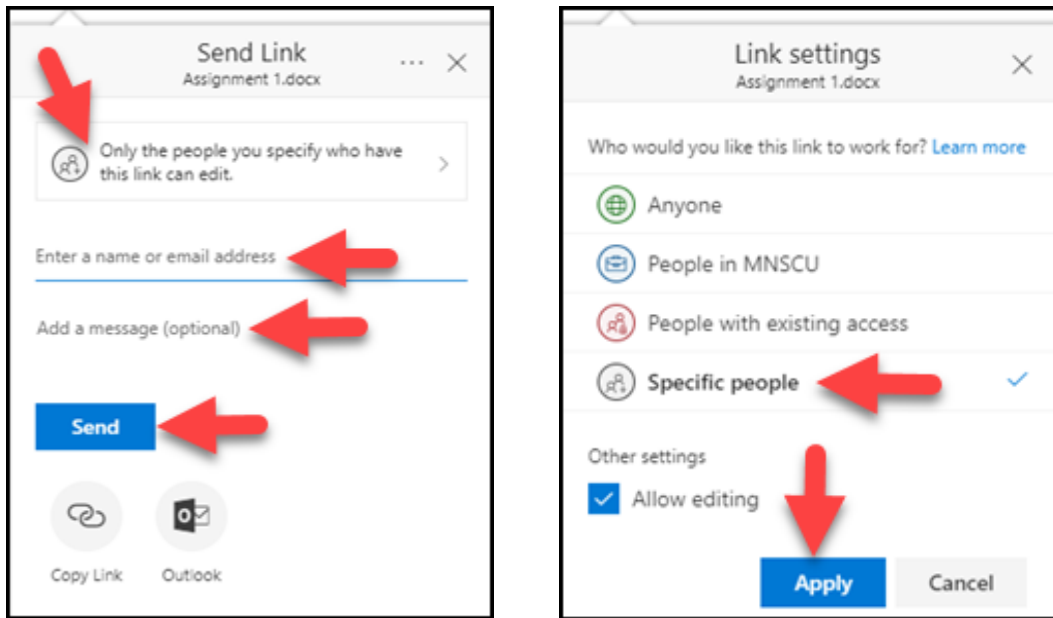 Send Link
Assignment 1.docx
Only the people you specify who have
this link can edit.
Enter a name or email address
Add a message (optional)
Send
Copy Link
Outlook
Link settings
Assignment 1.docx
Who would you like this link to work for? Learn more
Anyone
People in MNSCU
People with existing access
Specific people
Other settings
Allow editing
Apply
Cancel